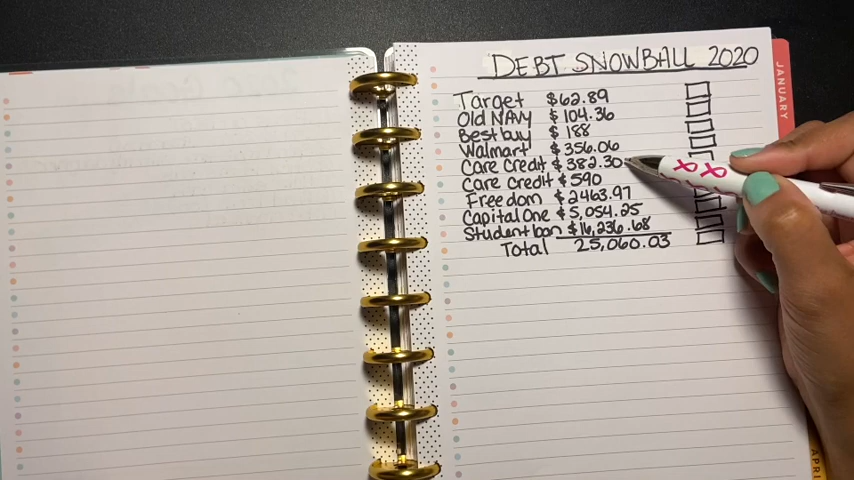 DEBT SNOWBALL 2020
Target $62.89
Old NAVY $104.36
Best buy $188
Walmart $356.06
Care Credit $382.30
Care Credit $590
Freedom $2463.97
Capital One $5,054.25
Student loan $16,236.68
Total 25,060.03
JANUARY
APRI